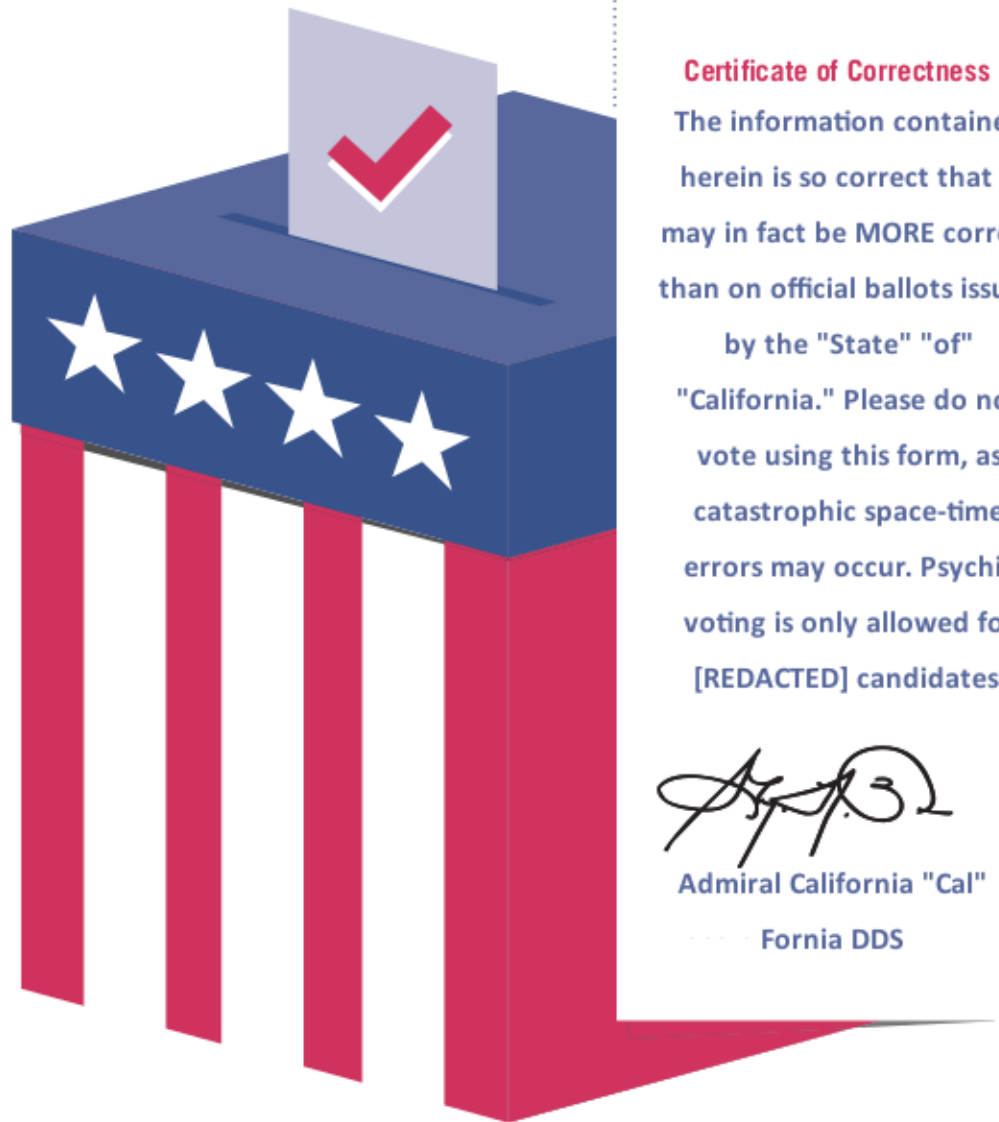 Certificate of Correctness
The information containe
herein is so correct that
may in fact be MORE corre
than on official ballots issu
by the "State" "of"
"California." Please do no
vote using this form, as
catastrophic space-time
errors may occur. Psychi
voting is only allowed fo
[REDACTED] candidates
Admiral California "Cal"
Fornia DDS